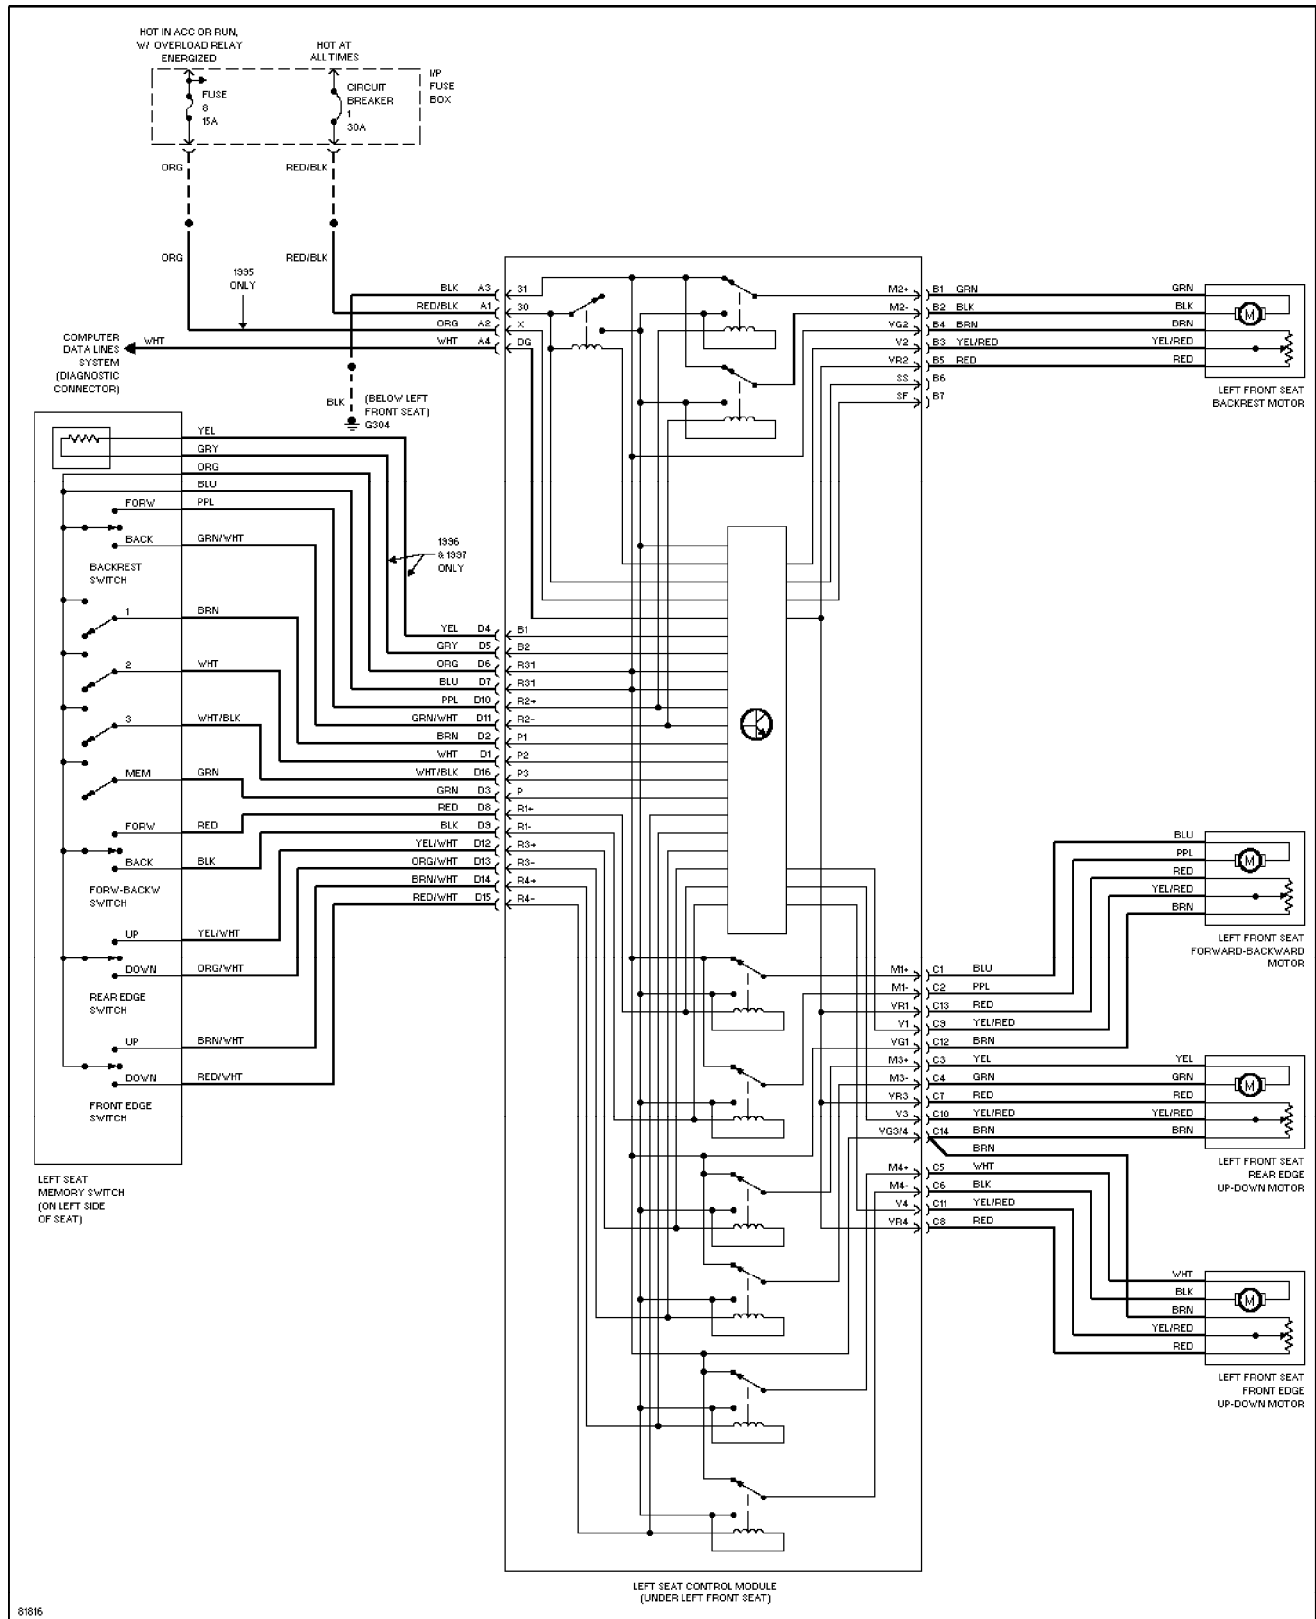 HOT IN ACC OR RUN,
W/ OVERLOAD RELAY
ENERGIZED
HOT AT
ALL TIMES
FUSE
8
15A
CIRCUIT
BREAKER
1
30A
I/P
FUSE
BOX
ORG
RED/BLK
ORG
RED/BLK
1995
ONLY
BLK A3 31
RED/BLK A1 30
ORG A2 X
WHT A4 DG
COMPUTER
DATA LINES
SYSTEM
(DIAGNOSTIC
CONNECTOR)
WHT
BLK
(BELOW LEFT
FRONT SEAT)
G304
M2+ B1 GRN GRN
M2- B2 BLK BLK
VG2 B4 BRN BRN
V2 B3 YEL/RED YEL/RED
VR2 B5 RED RED
SS B6
SF B7
M
LEFT FRONT SEAT
BACKREST MOTOR
YEL
GRY
ORG
BLU
FORW PPL
BACK GRN/WHT
BACKREST
SWITCH
1996
& 1997
ONLY
1 BRN
2 WHT
3 WHT/BLK
MEM GRN
FORW RED
BACK BLK
FORW-BACKW
SWITCH
UP YEL/WHT
DOWN ORG/WHT
REAR EDGE
SWITCH
UP BRN/WHT
DOWN RED/WHT
FRONT EDGE
SWITCH
LEFT SEAT
MEMORY SWITCH
(ON LEFT SIDE
OF SEAT)
YEL D4 B1
GRY D5 B2
ORG D6 R31
BLU D7 R31
PPL D10 R2+
GRN/WHT D11 R2-
BRN D2 P1
WHT D1 P2
WHT/BLK D16 P3
GRN D3 P
RED D8 R1+
BLK D9 R1-
YEL/WHT D12 R3+
ORG/WHT D13 R3-
BRN/WHT D14 R4+
RED/WHT D15 R4-
BLU
PPL
RED
YEL/RED
BRN
M
LEFT FRONT SEAT
FORWARD-BACKWARD
MOTOR
M1+ C1 BLU
M1- C2 PPL
VR1 C13 RED
V1 C9 YEL/RED
VG1 C12 BRN
M3+ C3 YEL YEL
M3- C4 GRN GRN
VR3 C7 RED RED
V3 C10 YEL/RED YEL/RED
VG3/4 C14 BRN BRN
BRN
M4+ C5 WHT
M4- C6 BLK
V4 C11 YEL/RED
VR4 C8 RED
M
LEFT FRONT SEAT
REAR EDGE
UP-DOWN MOTOR
WHT
BLK
BRN
YEL/RED
RED
M
LEFT FRONT SEAT
FRONT EDGE
UP-DOWN MOTOR
LEFT SEAT CONTROL MODULE
(UNDER LEFT FRONT SEAT)
81816